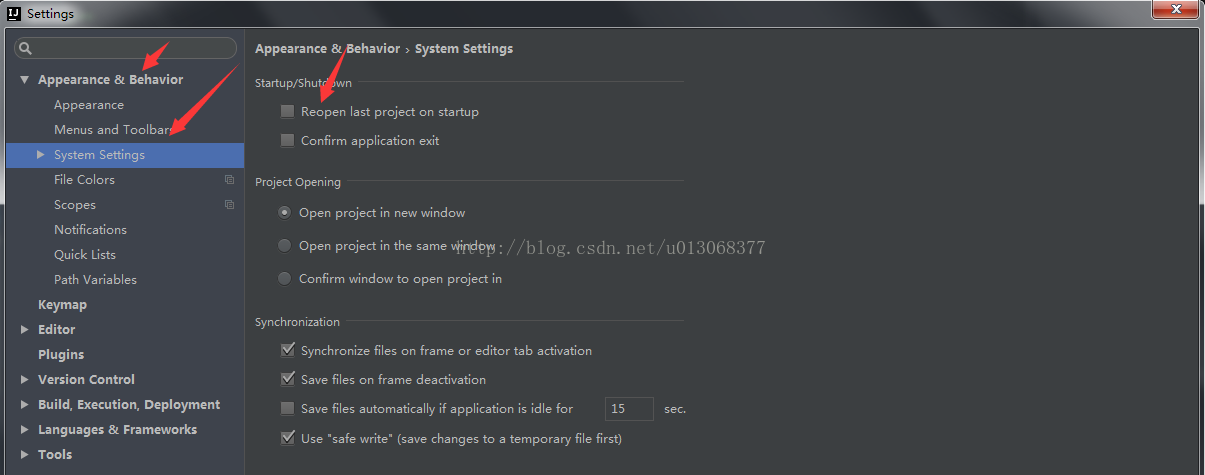 IJ Settings
Appearance & Behavior
Appearance
Menus and Toolbars
System Settings
File Colors
Scopes
Notifications
Quick Lists
Path Variables
Keymap
Editor
Plugins
Version Control
Build, Execution, Deployment
Languages & Frameworks
Tools
Appearance & Behavior › System Settings
Startup/Shutdown
Reopen last project on startup
Confirm application exit
Project Opening
Open project in new window
Open project in the same window
http://blog.csdn.net/u013068377
Confirm window to open project in
Synchronization
Synchronize files on frame or editor tab activation
Save files on frame deactivation
Save files automatically if application is idle for 15 sec.
Use "safe write" (save changes to a temporary file first)